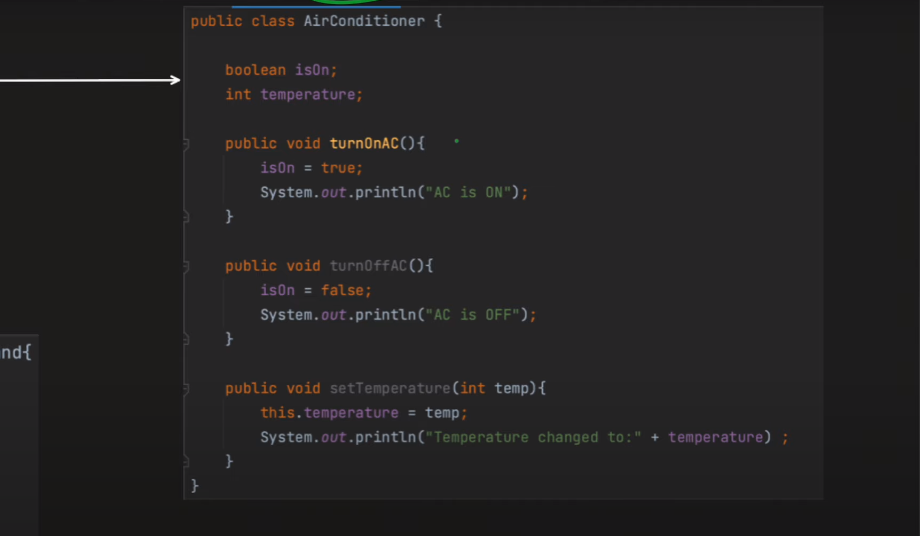 public class AirConditioner {
boolean isOn;
int temperature;
public void turnOnAC(){
isOn = true;
System.out.println("AC is ON");
}
public void turnOffAC(){
isOn = false;
System.out.println("AC is OFF");
}
nd{
public void setTemperature(int temp){
this.temperature = temp;
System.out.println("Temperature changed to:" + temperature) ;
}
}